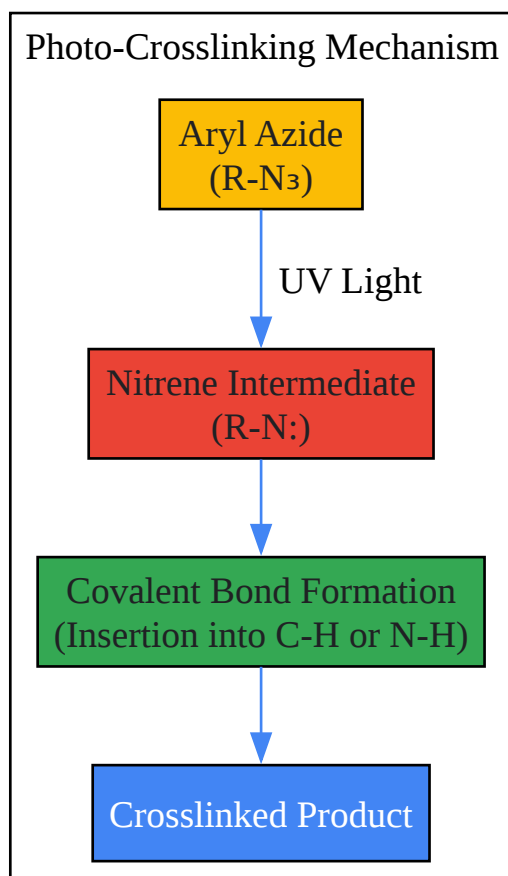 Photo-Crosslinking Mechanism
Aryl Azide
(R-N₃)
UV Light
Nitrene Intermediate
(R-N:)
Covalent Bond Formation
(Insertion into C-H or N-H)
Crosslinked Product